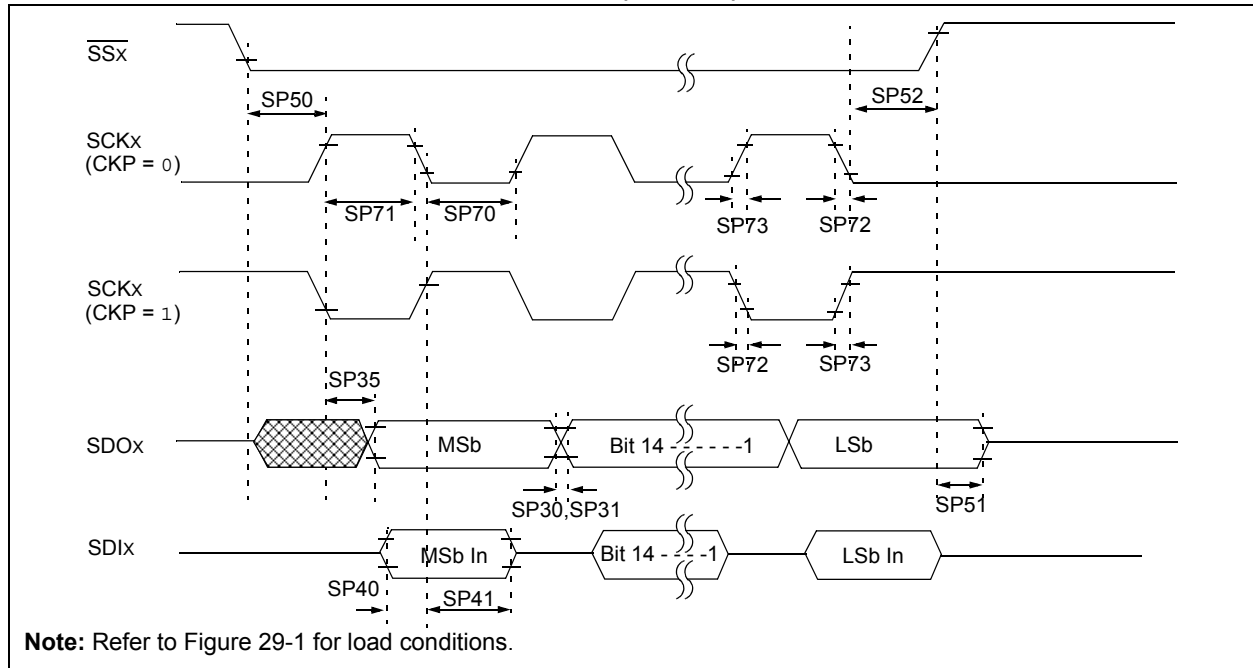 SSX
SP50
SP52
SCKX
(CKP = 0)
SP71
SP70
SP73
SP72
SCKX
(CKP = 1)
SP72
SP73
SP35
SDOX
MSb
Bit 14 - - - - - -1
LSb
SP30,SP31
SP51
SDIX
MSb In
Bit 14 - - - -1
LSb In
SP40
SP41
Note: Refer to Figure 29-1 for load conditions.